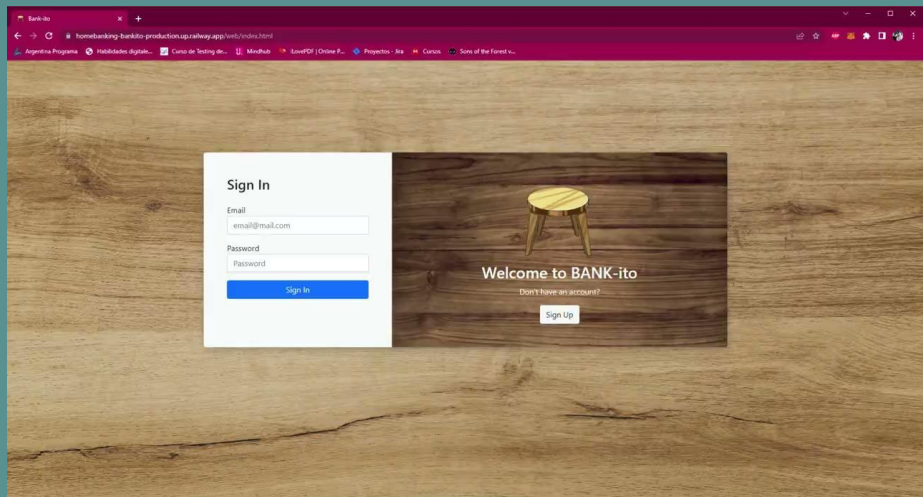 Bank-ito
homebanking-bankito-production.up.railway.app/web/index.html
Argentina Programa Habilidades digitale... Curso de Testing de... Mindhub iLovePDF | Online P... Proyectos - Jira Cursos Sons of the Forest v...
Sign In
Email
email@mail.com
Password
Password
Sign In
Welcome to BANK-ito
Don't have an account?
Sign Up